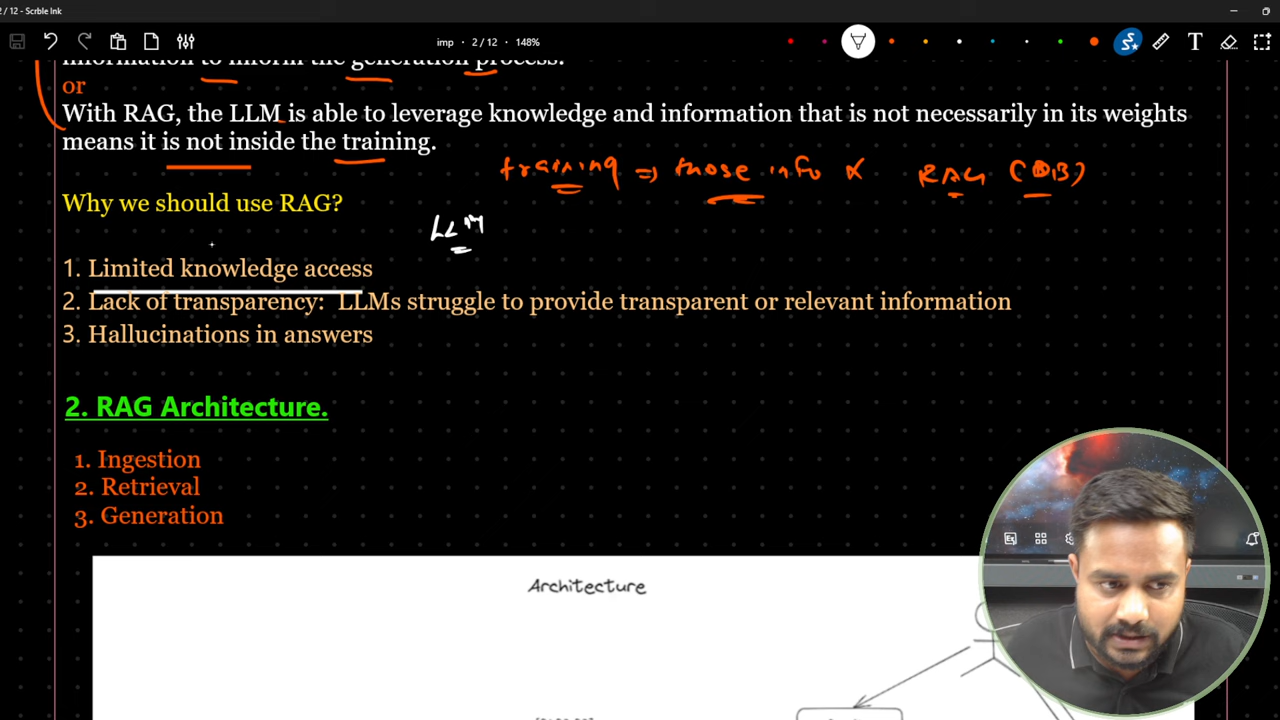 2 / 12 - Scrble Ink
imp • 2 / 12 • 148%
information to inform the generation process.
or
With RAG, the LLM is able to leverage knowledge and information that is not necessarily in its weights
means it is not inside the training.
training => those info x RAG (DB)
Why we should use RAG?
LLM
1. Limited knowledge access
2. Lack of transparency: LLMs struggle to provide transparent or relevant information
3. Hallucinations in answers
2. RAG Architecture.
1. Ingestion
2. Retrieval
3. Generation
Architecture